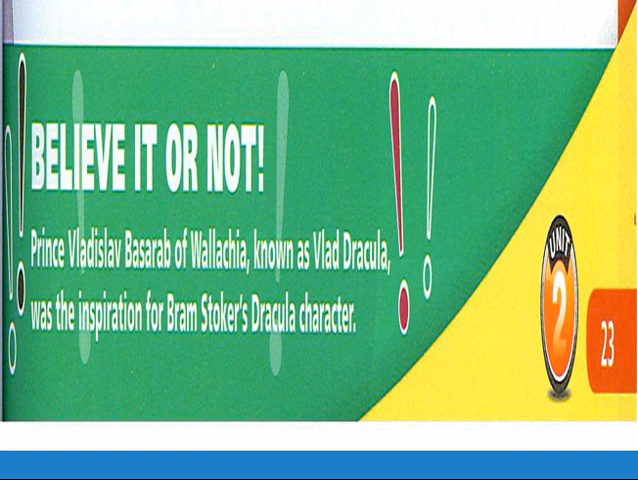 BELIEVE IT OR NOT!
Prince Vladislav Basarab of Wallachia, known as Vlad Dracula,
was the inspiration for Bram Stoker's Dracula character.
UNIT
2
23